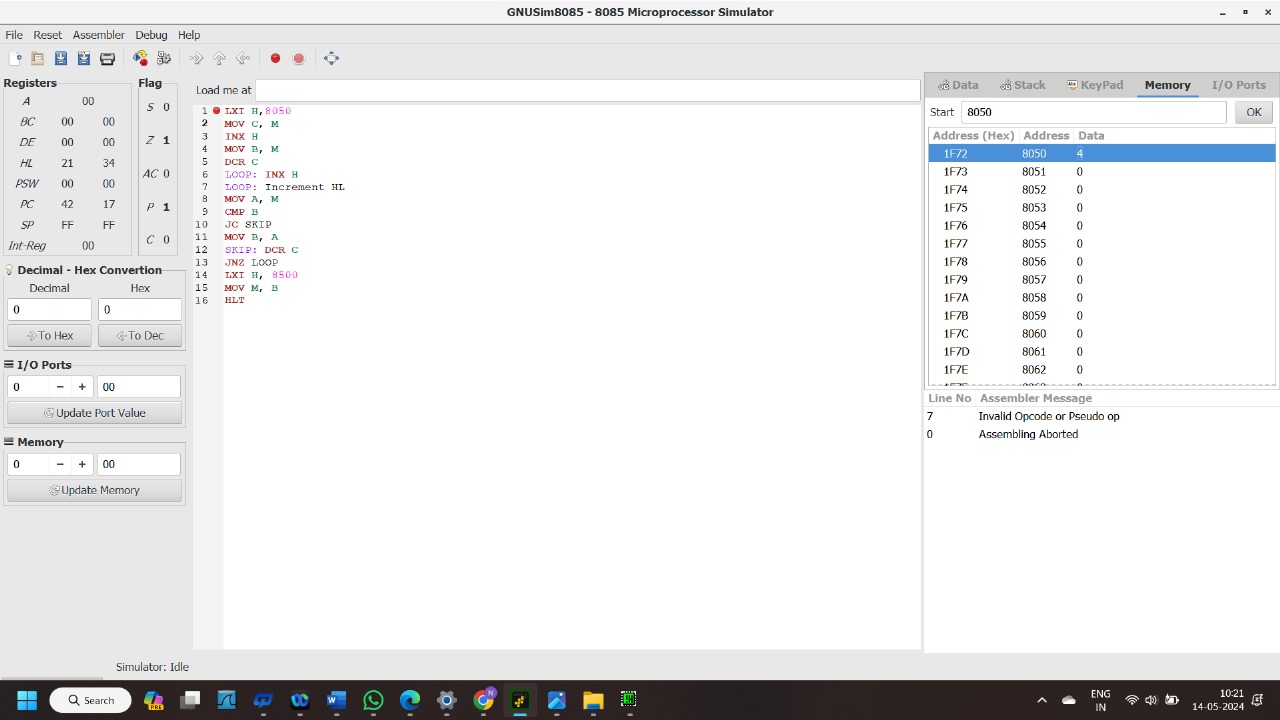 GNUSim8085 - 8085 Microprocessor Simulator
File Reset Assembler Debug Help
Registers
A 00
BC 00 00
DE 00 00
HL 21 34
PSW 00 00
PC 42 17
SP FF FF
Int-Reg 00
Flag
S 0
Z 1
AC 0
P 1
C 0
Decimal - Hex Convertion
Decimal Hex
0 0
To Hex To Dec
I/O Ports
0 − + 00
Update Port Value
Memory
0 − + 00
Update Memory
Load me at
1 LXI H,8050
2 MOV C, M
3 INX H
4 MOV B, M
5 DCR C
6 LOOP: INX H
7 LOOP: Increment HL
8 MOV A, M
9 CMP B
10 JC SKIP
11 MOV B, A
12 SKIP: DCR C
13 JNZ LOOP
14 LXI H, 8500
15 MOV M, B
16 HLT
Data Stack KeyPad Memory I/O Ports
Start 8050 OK
Address (Hex) Address Data
1F72 8050 4
1F73 8051 0
1F74 8052 0
1F75 8053 0
1F76 8054 0
1F77 8055 0
1F78 8056 0
1F79 8057 0
1F7A 8058 0
1F7B 8059 0
1F7C 8060 0
1F7D 8061 0
1F7E 8062 0
Line No Assembler Message
7 Invalid Opcode or Pseudo op
0 Assembling Aborted
Simulator: Idle
Search
PRE
N
ENG
IN
10:21
14-05-2024